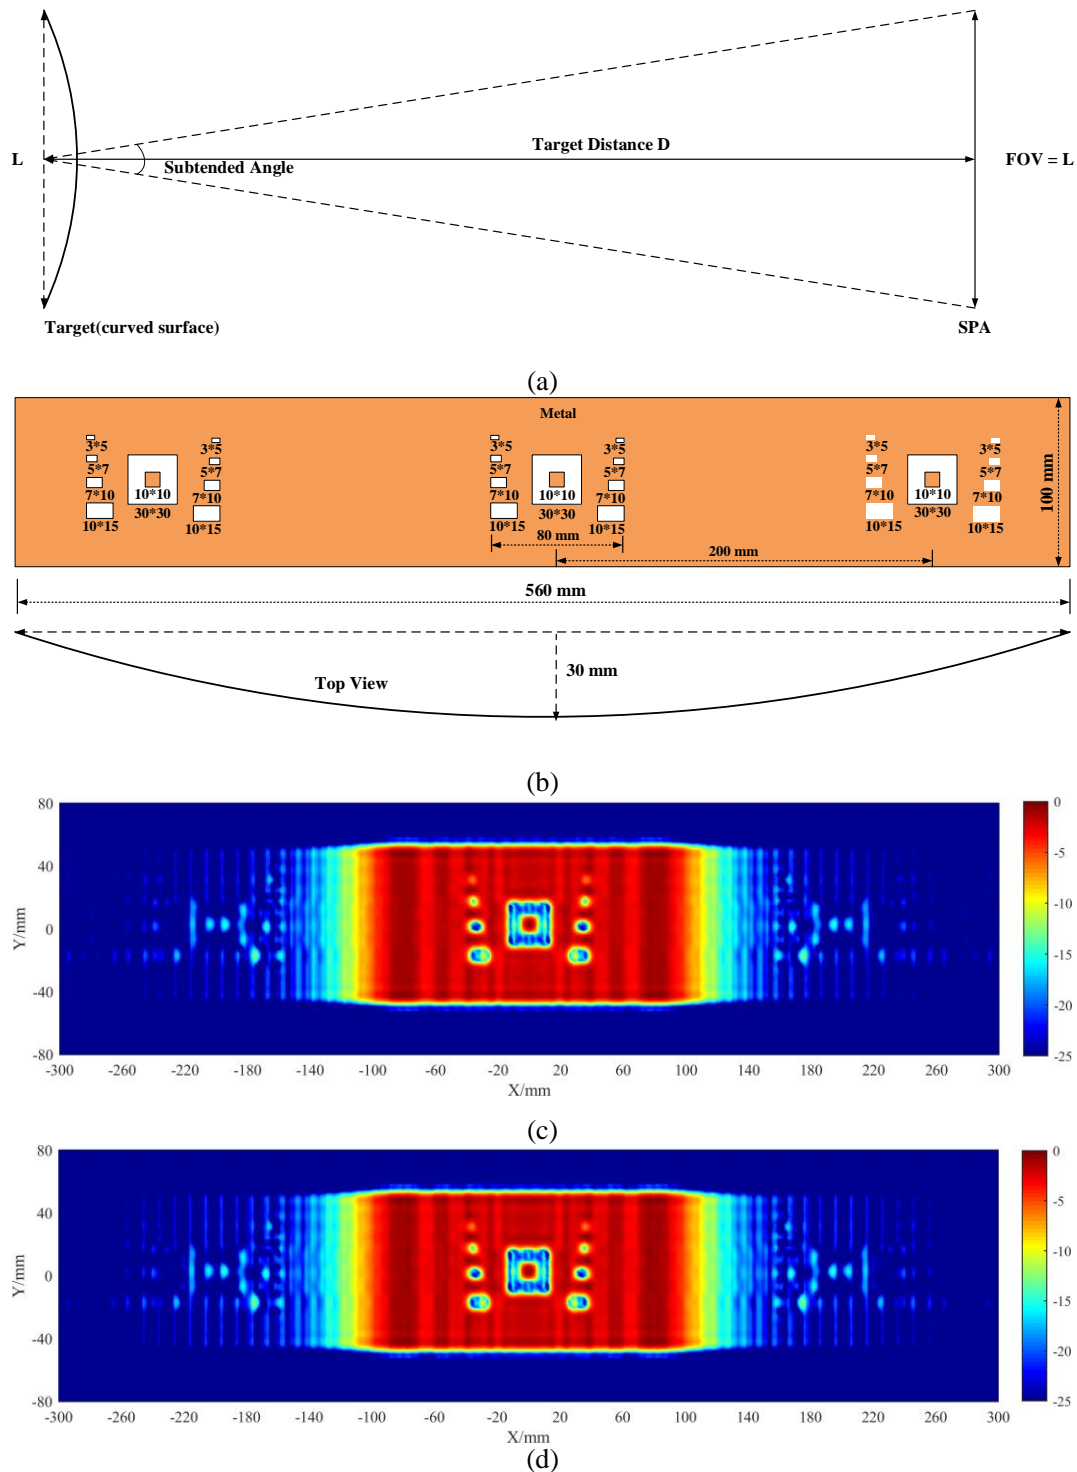 Target Distance D
L
FOV = L
Subtended Angle
Target(curved surface)
SPA
(a)
Metal
3*5 3*5 3*5 3*5 3*5 3*5
5*7 5*7 5*7 5*7 5*7 5*7
10*10 10*10 10*10
7*10 7*10 7*10 7*10 7*10 7*10
30*30 30*30 30*30
10*15 10*15 10*15 10*15 10*15 10*15
100 mm
80 mm
200 mm
560 mm
30 mm
Top View
(b)
80
40
0
-40
-80
Y/mm
-300 -260 -220 -180 -140 -100 -60 -20 20 60 100 140 180 220 260 300
X/mm
0
-5
-10
-15
-20
-25
(c)
80
40
0
-40
-80
Y/mm
-300 -260 -220 -180 -140 -100 -60 -20 20 60 100 140 180 220 260 300
X/mm
0
-5
-10
-15
-20
-25
(d)